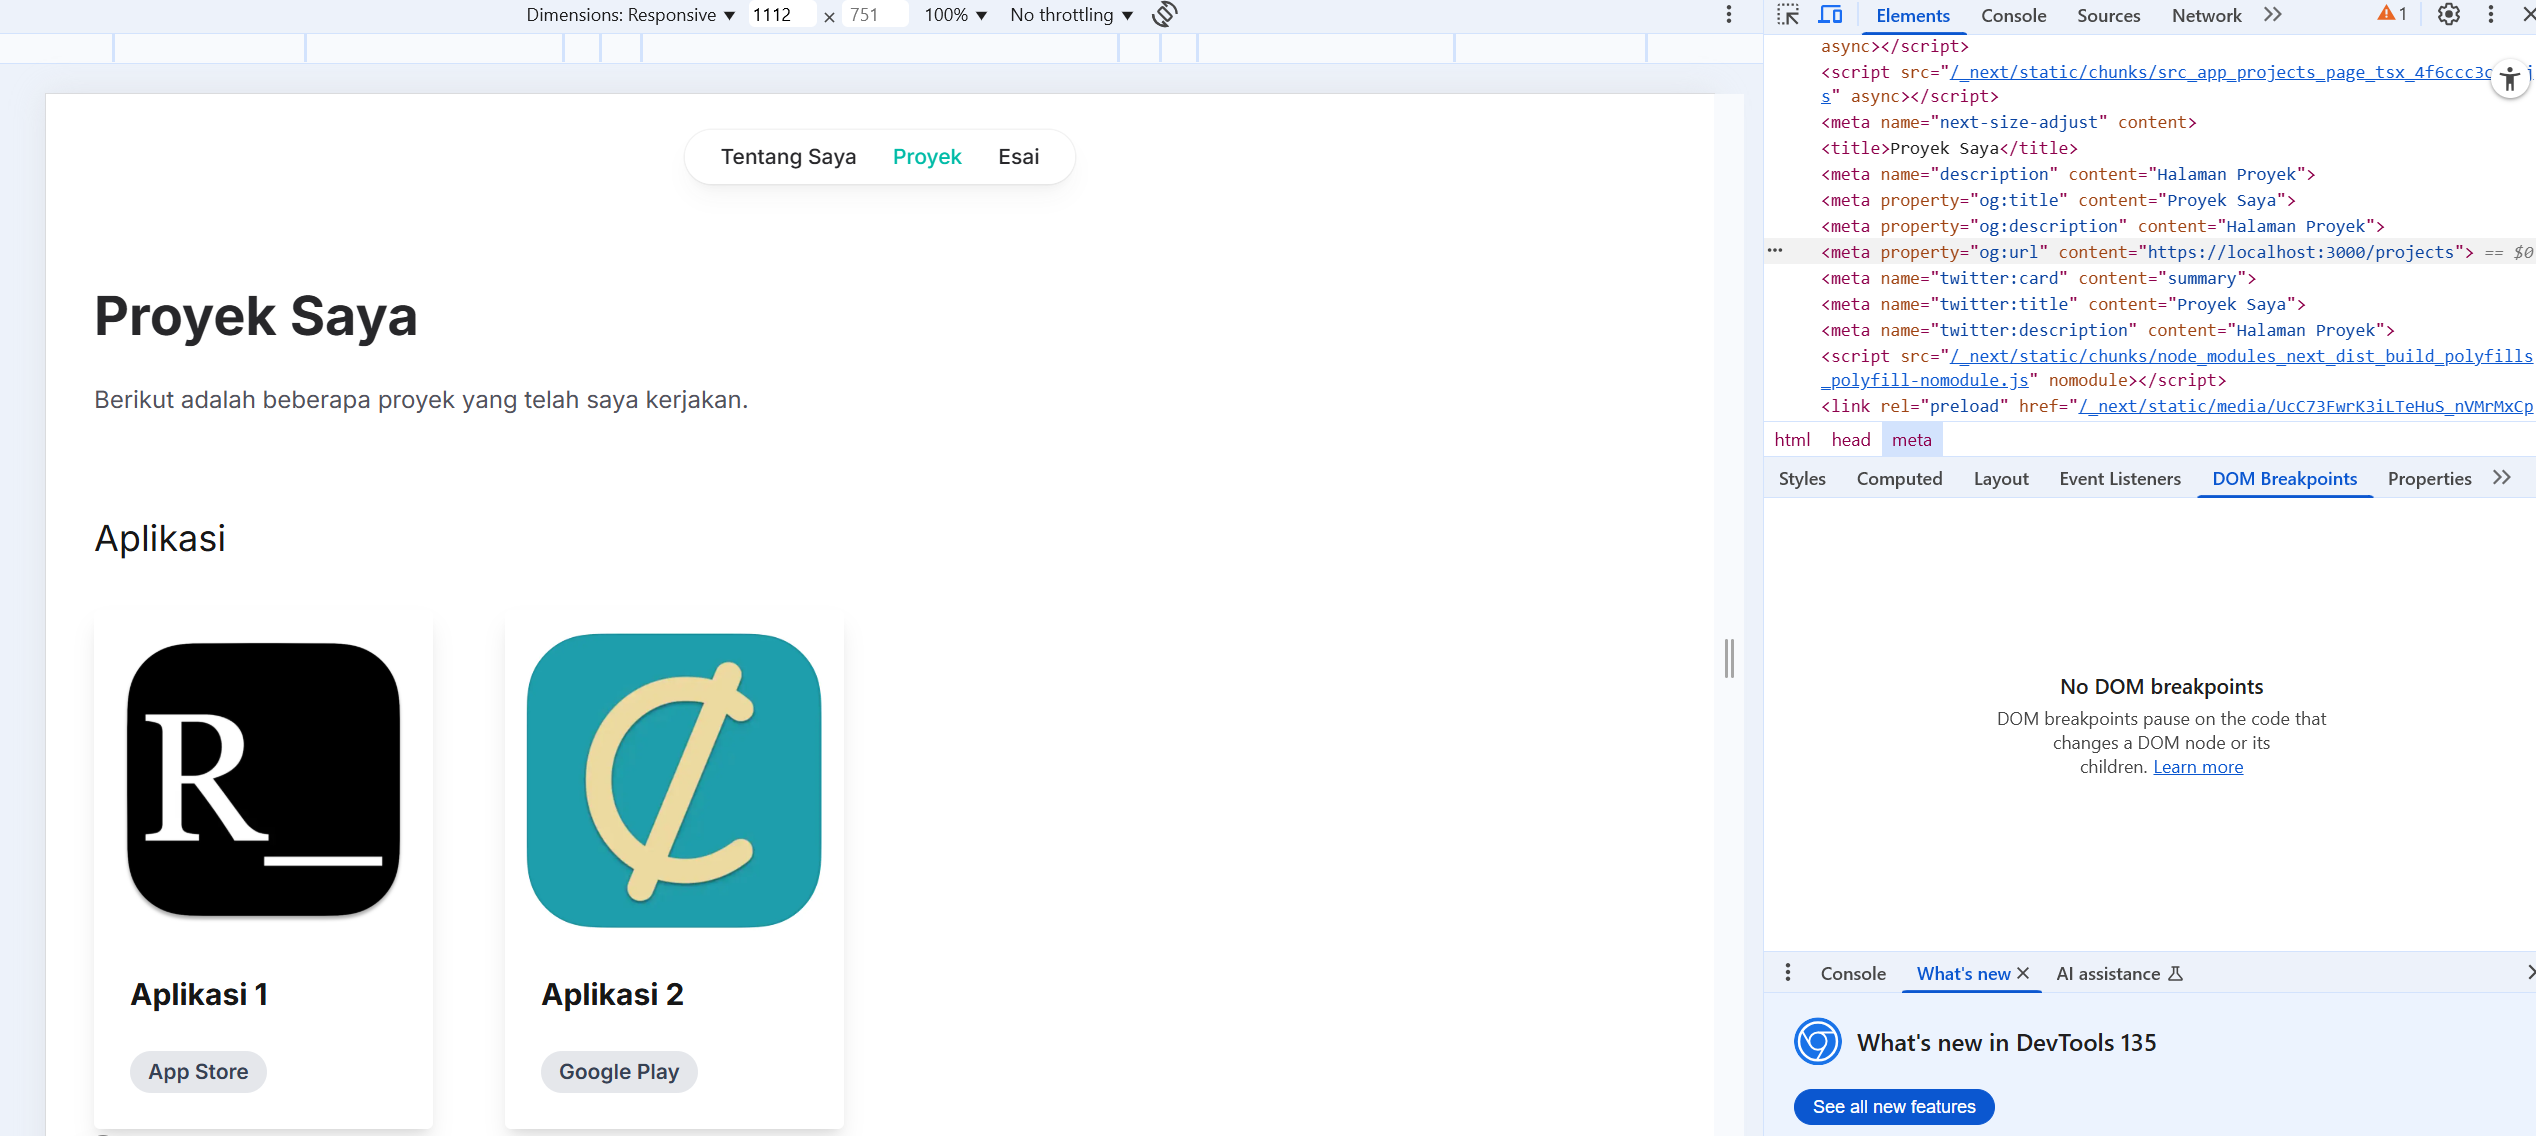 Dimensions: Responsive ▼ 1112 × 751 100% ▼ No throttling ▼
Tentang Saya Proyek Esai
Proyek Saya
Berikut adalah beberapa proyek yang telah saya kerjakan.
Aplikasi
R_
Aplikasi 1
App Store
Aplikasi 2
Google Play
Elements Console Sources Network 1
async></script>
<script src="/_next/static/chunks/src_app_projects_page_tsx_4f6ccc3c
s" async></script>
<meta name="next-size-adjust" content>
<title>Proyek Saya</title>
<meta name="description" content="Halaman Proyek">
<meta property="og:title" content="Proyek Saya">
<meta property="og:description" content="Halaman Proyek">
<meta property="og:url" content="https://localhost:3000/projects"> == $0
<meta name="twitter:card" content="summary">
<meta name="twitter:title" content="Proyek Saya">
<meta name="twitter:description" content="Halaman Proyek">
<script src="/_next/static/chunks/node_modules_next_dist_build_polyfills
_polyfill-nomodule.js" nomodule></script>
<link rel="preload" href="/_next/static/media/UcC73FwrK3iLTeHuS_nVMrMxCp
html head meta
Styles Computed Layout Event Listeners DOM Breakpoints Properties
No DOM breakpoints
DOM breakpoints pause on the code that
changes a DOM node or its
children. Learn more
Console What's new AI assistance
What's new in DevTools 135
See all new features